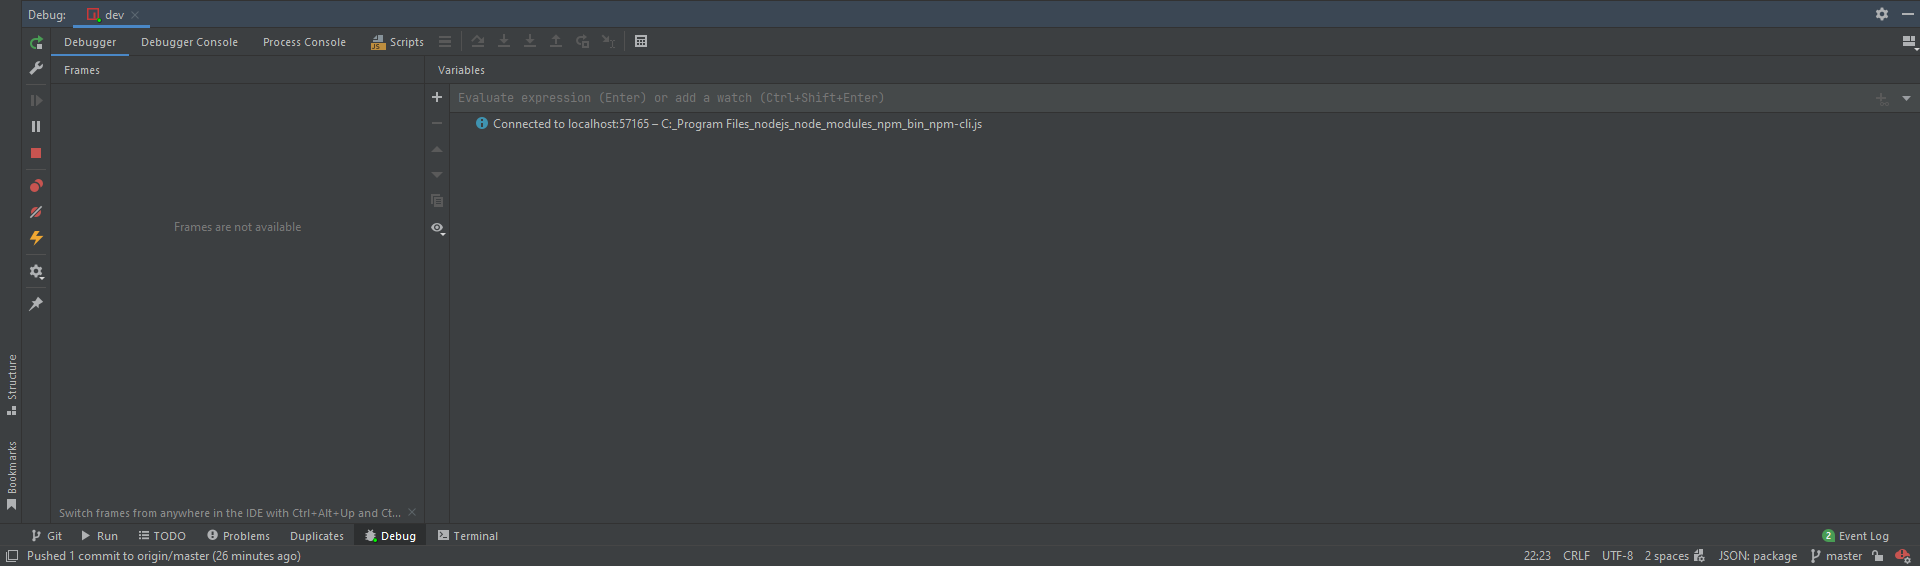 Debug: dev
Debugger Debugger Console Process Console Scripts
Frames Variables
Evaluate expression (Enter) or add a watch (Ctrl+Shift+Enter)
Connected to localhost:57165 – C:_Program Files_nodejs_node_modules_npm_bin_npm-cli.js
Frames are not available
Structure
Bookmarks
Switch frames from anywhere in the IDE with Ctrl+Alt+Up and Ct...
Git Run TODO Problems Duplicates Debug Terminal 2 Event Log
Pushed 1 commit to origin/master (26 minutes ago) 22:23 CRLF UTF-8 2 spaces JSON: package master